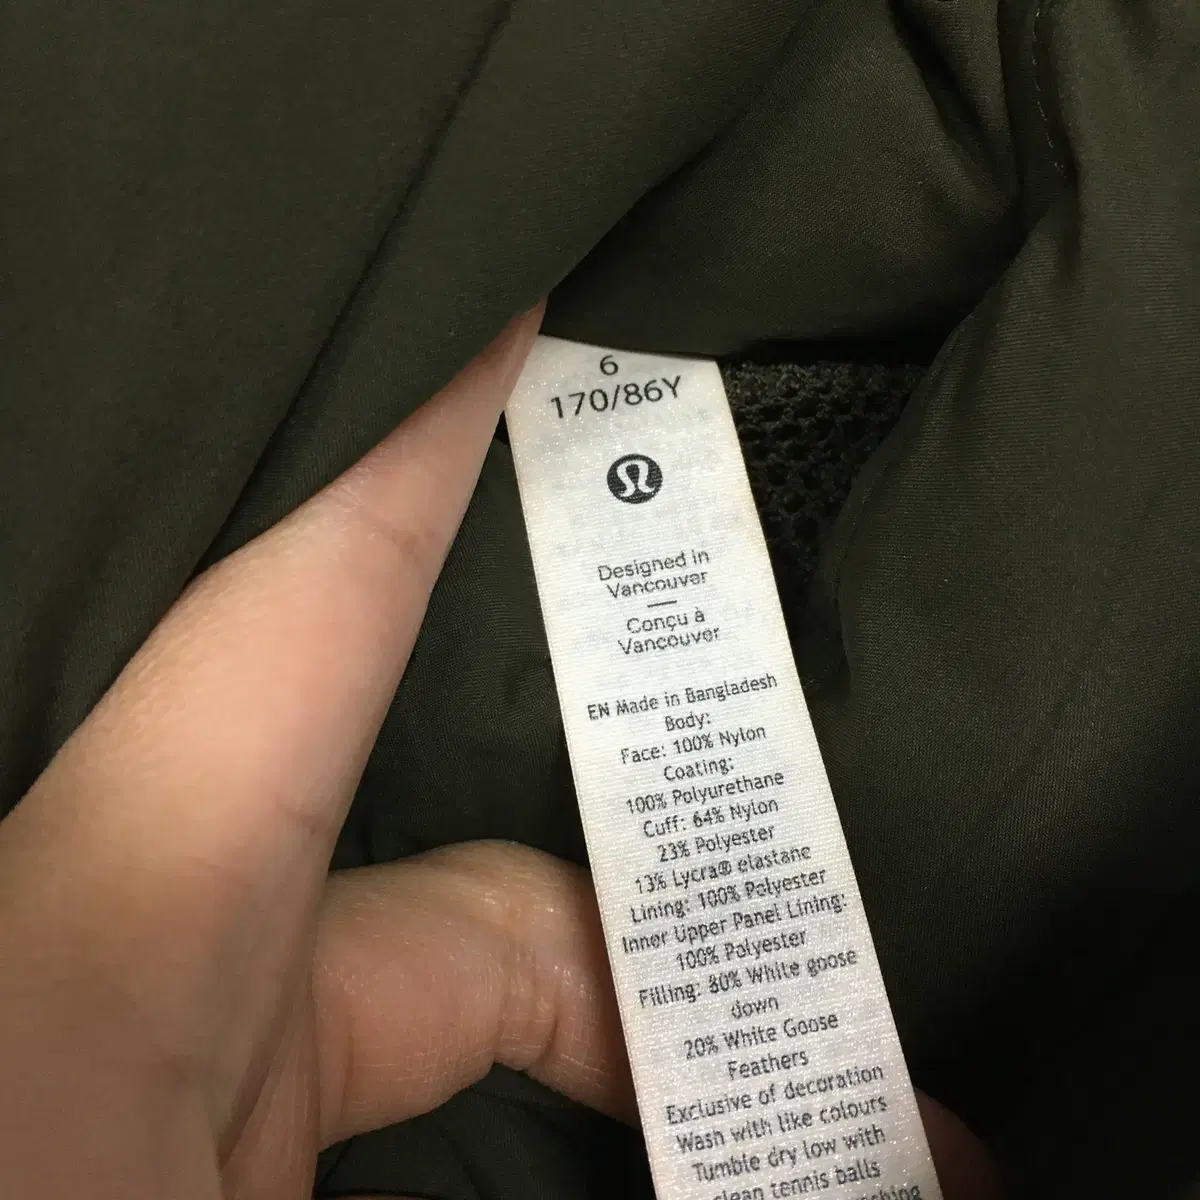 6
170/86Y
Designed in
Vancouver
Conçu à
Vancouver
EN Made in Bangladesh
Body:
Face: 100% Nylon
Coating:
100% Polyurethane
Cuff: 64% Nylon
23% Polyester
13% Lycra® elastane
Lining: 100% Polyester
Inner Upper Panel Lining:
100% Polyester
Filling: 80% White goose
down
20% White Goose
Feathers
Exclusive of decoration
Wash with like colours
Tumble dry low with
clean tennis balls